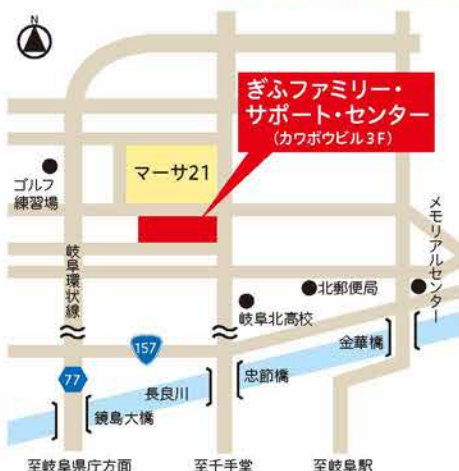 N
ぎふファミリー・
サポート・センター
(カワボウビル3F)
マーサ21
ゴルフ
練習場
岐阜環状線
メモリアルセンター
北郵便局
岐阜北高校
金華橋
157
忠節橋
77
長良川
鏡島大橋
至岐阜県庁方面
至千手堂
至岐阜駅